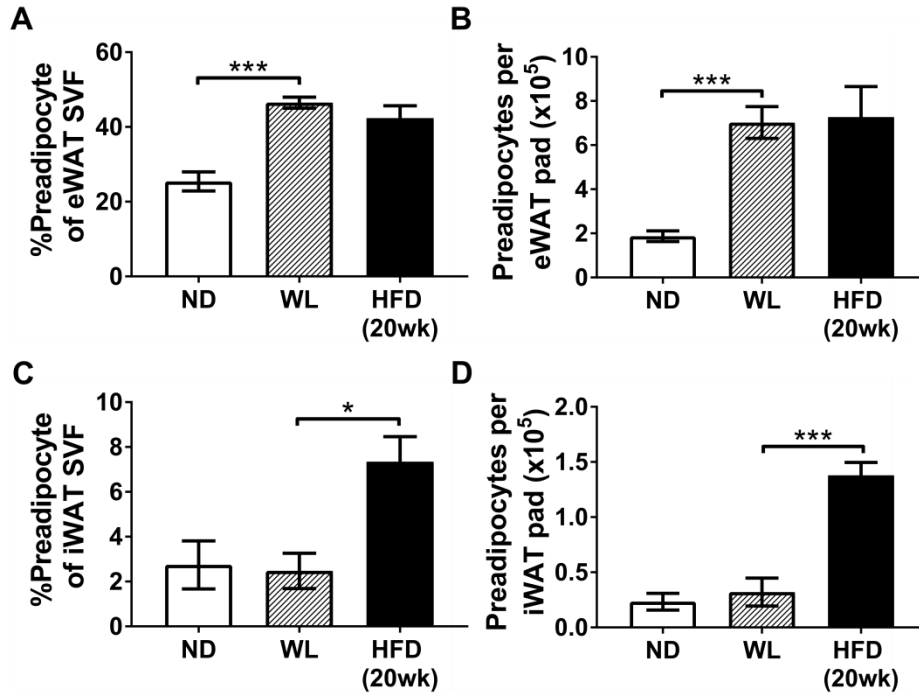 A
%Preadipocyte
of eWAT SVF
60
40
20
0
***
ND
WL
HFD
(20wk)
B
Preadipocytes per
eWAT pad (x10⁵)
10
8
6
4
2
0
***
ND
WL
HFD
(20wk)
C
%Preadipocyte
of iWAT SVF
10
8
6
4
2
0
*
ND
WL
HFD
(20wk)
D
Preadipocytes per
iWAT pad (x10⁵)
2.0
1.5
1.0
0.5
0.0
***
ND
WL
HFD
(20wk)